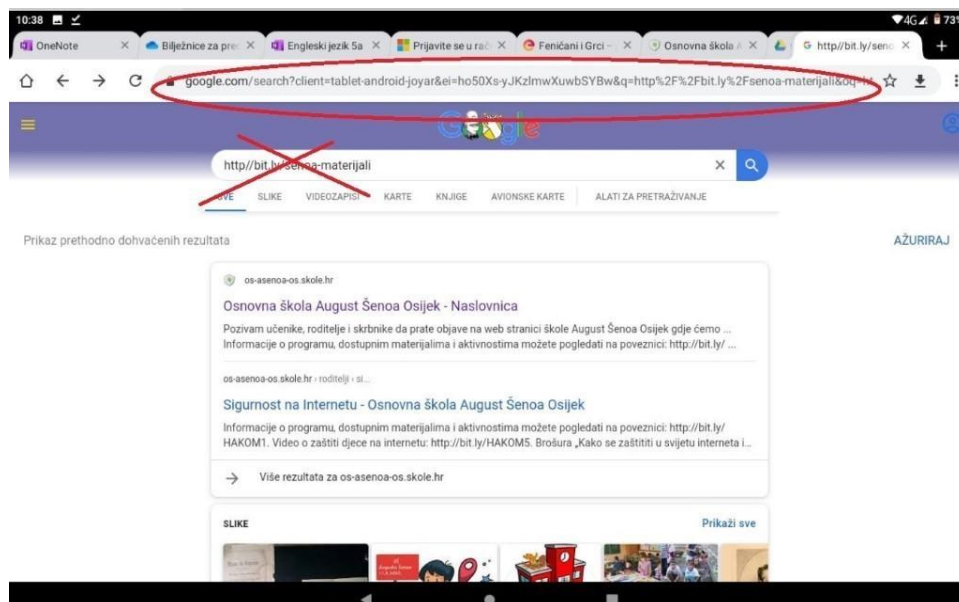 10:38 4G 73%
OneNote Bilježnice za pre Engleski jezik 5a Prijavite se u rač Feničani i Grci - Osnovna škola http//bit.ly/seno
google.com/search?client=tablet-android-joyar&ei=ho50Xs-yJKzlmwXuwbSYBw&q=http%2F%2Fbit.ly%2Fsenoa-materijali&oq=ht
Google
http//bit.ly/senoa-materijali
SVE SLIKE VIDEOZAPISI KARTE KNJIGE AVIONSKE KARTE ALATI ZA PRETRAŽIVANJE
Prikaz prethodno dohvaćenih rezultata AŽURIRAJ
os-asenoa-os.skole.hr
Osnovna škola August Šenoa Osijek - Naslovnica
Pozivam učenike, roditelje i skrbnike da prate objave na web stranici škole August Šenoa Osijek gdje ćemo ...
Informacije o programu, dostupnim materijalima i aktivnostima možete pogledati na poveznici: http://bit.ly/ ...
os-asenoa-os.skole.hr › roditelji › si...
Sigurnost na Internetu - Osnovna škola August Šenoa Osijek
Informacije o programu, dostupnim materijalima i aktivnostima možete pogledati na poveznici: http://bit.ly/
HAKOM1. Video o zaštiti djece na internetu: http://bit.ly/HAKOM5. Brošura „Kako se zaštititi u svijetu interneta i...
Više rezultata za os-asenoa-os.skole.hr
SLIKE Prikaži sve